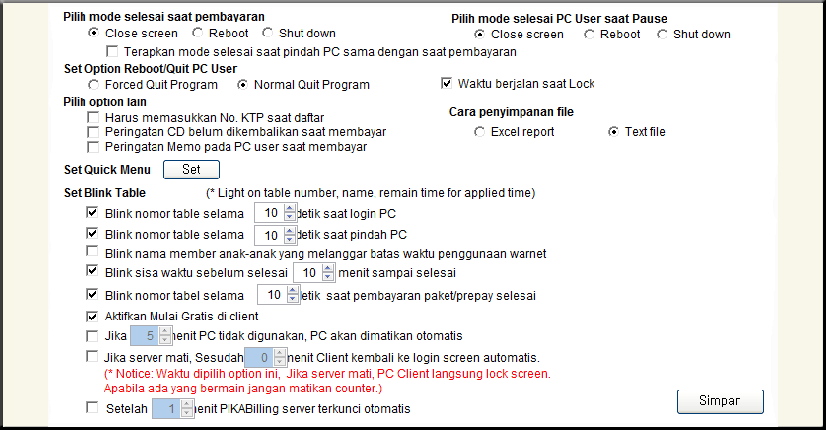 Pilih mode selesai saat pembayaran
Close screen Reboot Shut down
Terapkan mode selesai saat pindah PC sama dengan saat pembayaran
Pilih mode selesai PC User saat Pause
Close screen Reboot Shut down
Set Option Reboot/Quit PC User
Forced Quit Program Normal Quit Program
Waktu berjalan saat Lock
Pilih option lain
Harus memasukkan No. KTP saat daftar
Peringatan CD belum dikembalikan saat membayar
Peringatan Memo pada PC user saat membayar
Cara penyimpanan file
Excel report Text file
Set Quick Menu Set
Set Blink Table (* Light on table number, name, remain time for applied time)
Blink nomor table selama 10 detik saat login PC
Blink nomor table selama 10 detik saat pindah PC
Blink nama member anak-anak yang melanggar batas waktu penggunaan warnet
Blink sisa waktu sebelum selesai 10 menit sampai selesai
Blink nomor tabel selama 10 detik saat pembayaran paket/prepay selesai
Aktifkan Mulai Gratis di client
Jika 5 menit PC tidak digunakan, PC akan dimatikan otomatis
Jika server mati, Sesudah 0 menit Client kembali ke login screen automatis.
(* Notice: Waktu dipilih option ini, Jika server mati, PC Client langsung lock screen.
Apabila ada yang bermain jangan matikan counter.)
Setelah 1 menit PIKABilling server terkunci otomatis
Simpar